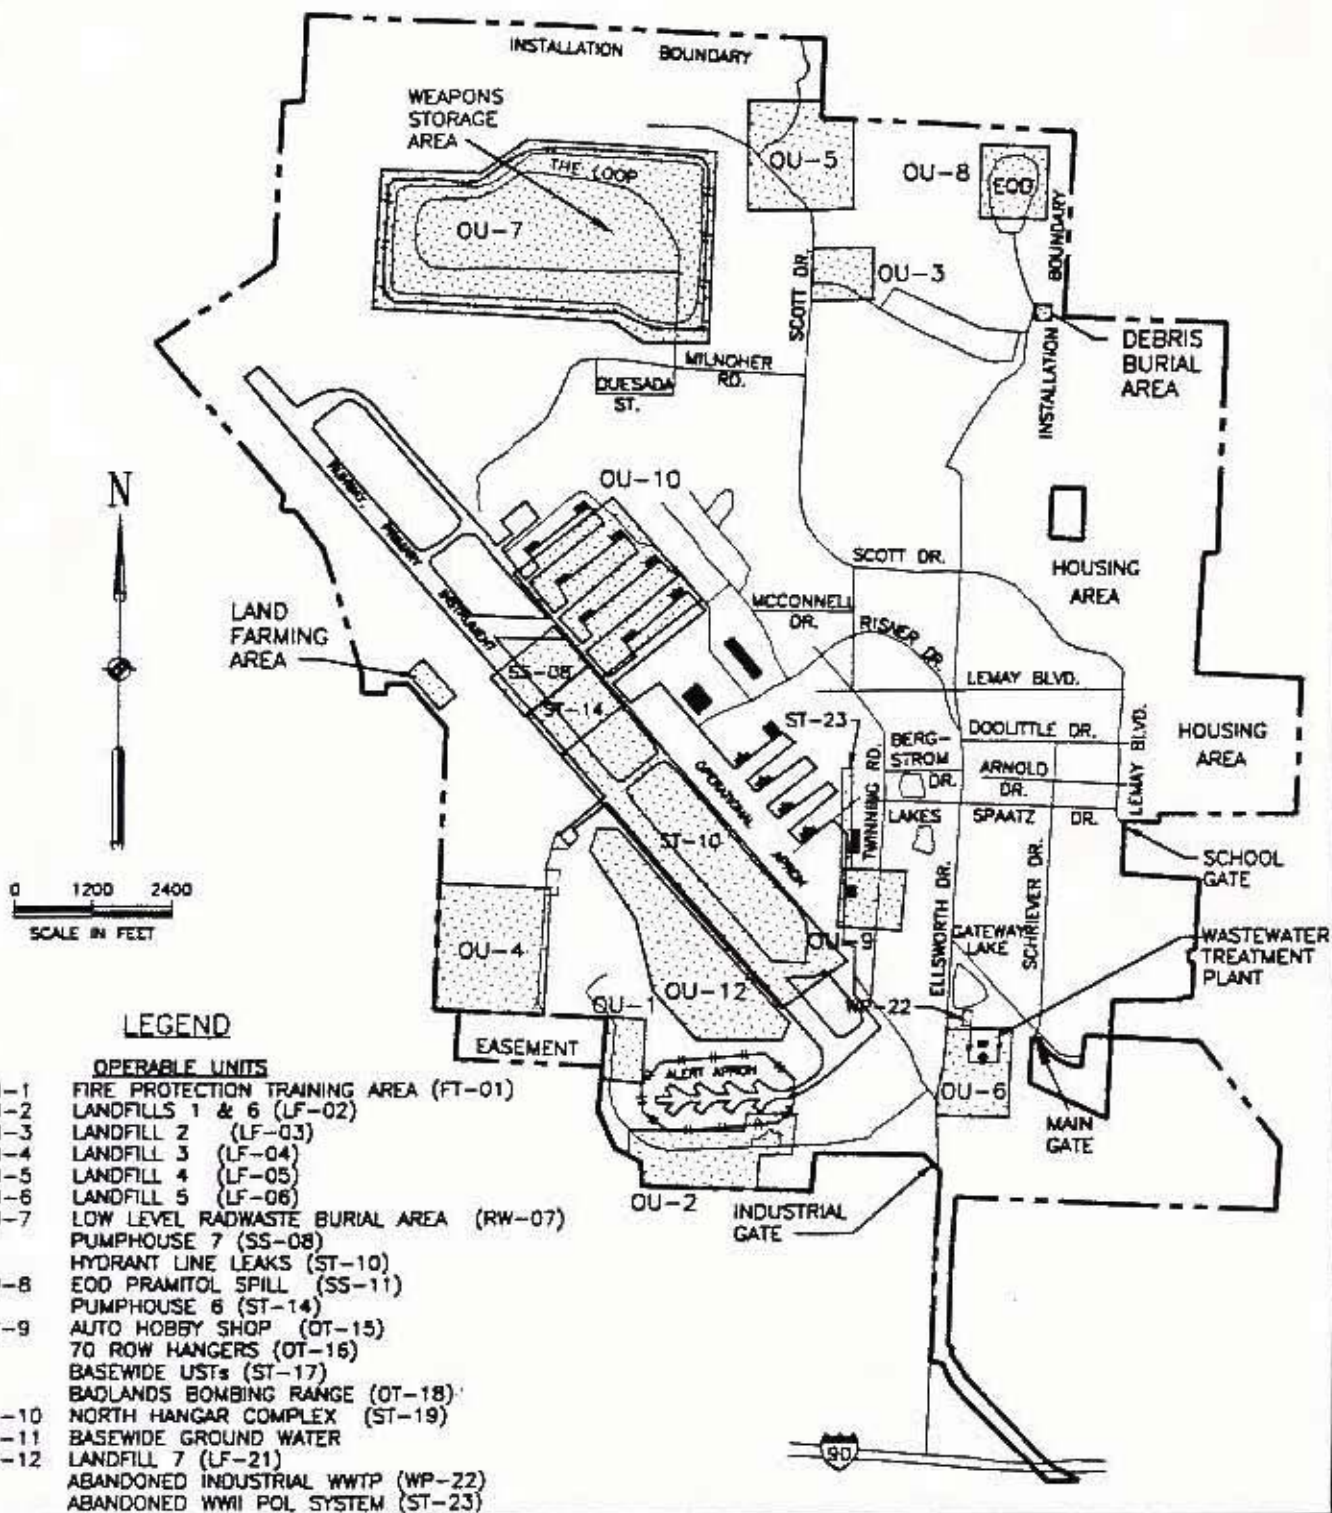 INSTALLATION BOUNDARY
WEAPONS
STORAGE
AREA
THE LOOP
OU-7
OU-5
OU-8
EOD
INSTALLATION BOUNDARY
OU-3
SCOTT DR.
DEBRIS
BURIAL
AREA
MILNOHER
RD.
DUESADA
ST.
N
OU-10
INSTRUMENT
SCOTT DR.
HOUSING
AREA
MCCONNELL
DR.
RISNER DR.
LAND
FARMING
AREA
SS-08
ST-14
LEMAY BLVD.
ST-23
DOOLITTLE DR.
BERG-
STROM
DR.
ARNOLD
DR.
LEMAY BLVD.
HOUSING
AREA
TWINNING RD.
LAKES
SPAATZ DR.
OPERATIONAL APRON
ST-10
SCHOOL
GATE
ELLSWORTH DR.
SCHRIEVER DR.
0 1200 2400
SCALE IN FEET
OU-4
OU-9
GATEWAY
LAKE
WASTEWATER
TREATMENT
PLANT
OU-1
OU-12
WP-22
EASEMENT
ALERT APRON
OU-6
MAIN
GATE
OU-2
INDUSTRIAL
GATE
90
LEGEND
OPERABLE UNITS
-1 FIRE PROTECTION TRAINING AREA (FT-01)
-2 LANDFILLS 1 & 6 (LF-02)
-3 LANDFILL 2 (LF-03)
-4 LANDFILL 3 (LF-04)
-5 LANDFILL 4 (LF-05)
-6 LANDFILL 5 (LF-06)
-7 LOW LEVEL RADWASTE BURIAL AREA (RW-07)
PUMPHOUSE 7 (SS-08)
HYDRANT LINE LEAKS (ST-10)
-8 EOD PRAMITOL SPILL (SS-11)
PUMPHOUSE 6 (ST-14)
-9 AUTO HOBBY SHOP (OT-15)
70 ROW HANGERS (OT-16)
BASEWIDE USTs (ST-17)
BADLANDS BOMBING RANGE (OT-18)
-10 NORTH HANGAR COMPLEX (ST-19)
-11 BASEWIDE GROUND WATER
-12 LANDFILL 7 (LF-21)
ABANDONED INDUSTRIAL WWTP (WP-22)
ABANDONED WWII POL SYSTEM (ST-23)